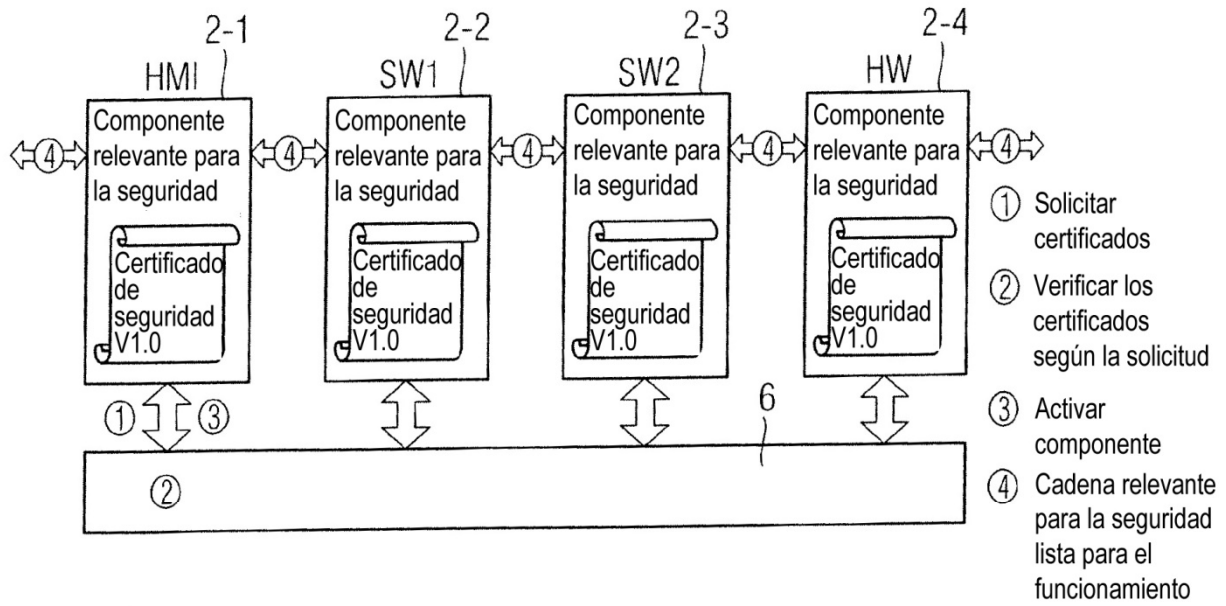 2-1
2-2
2-3
2-4
HMI
SW1
SW2
HW
Componente
relevante para
la seguridad
Certificado
de
seguridad
V1.0
Componente
relevante para
la seguridad
Certificado
de
seguridad
V1.0
Componente
relevante para
la seguridad
Certificado
de
seguridad
V1.0
Componente
relevante para
la seguridad
Certificado
de
seguridad
V1.0
4
4
4
4
4
1
3
2
6
1 Solicitar
certificados
2 Verificar los
certificados
según la solicitud
3 Activar
componente
4 Cadena relevante
para la seguridad
lista para el
funcionamiento